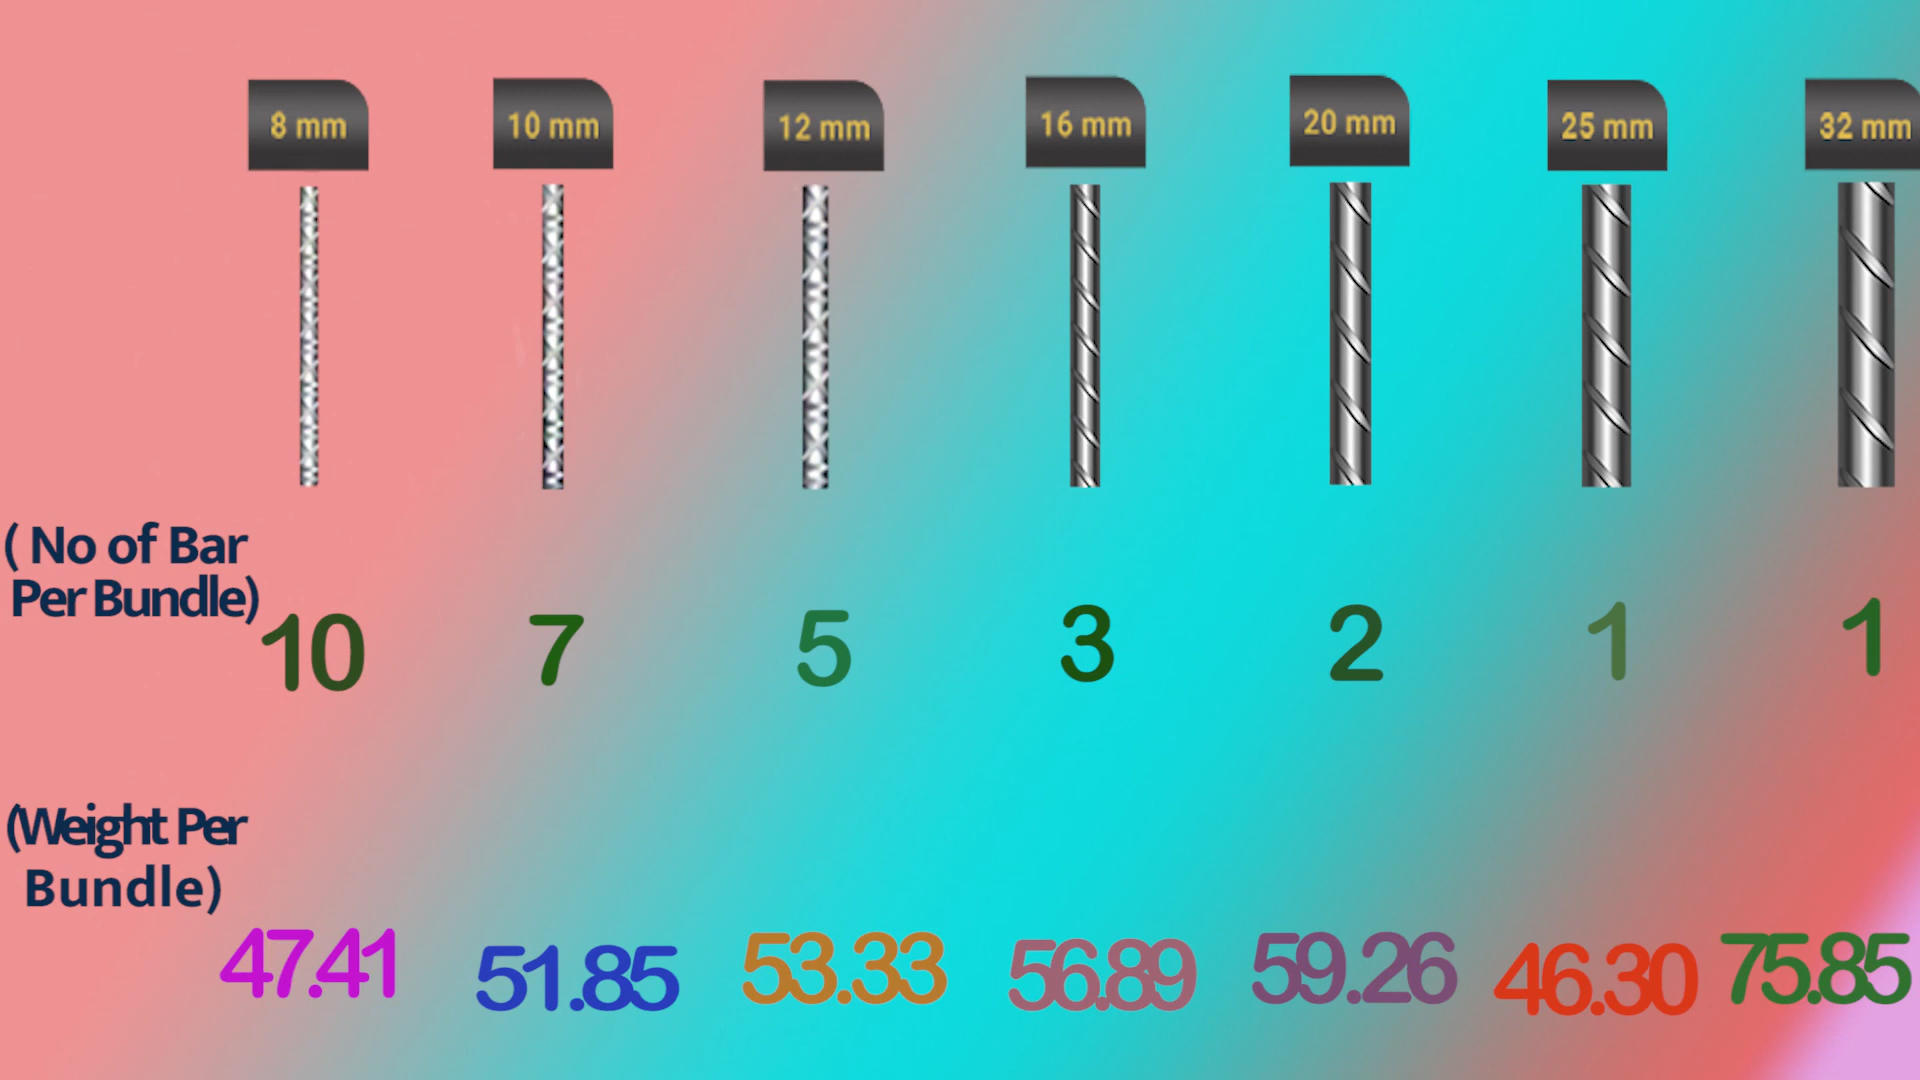 8 mm 10 mm 12 mm 16 mm 20 mm 25 mm 32 mm
( No of Bar
Per Bundle)
10 7 5 3 2 1 1
(Weight Per
Bundle)
47.41 51.85 53.33 56.89 59.26 46.30 75.85